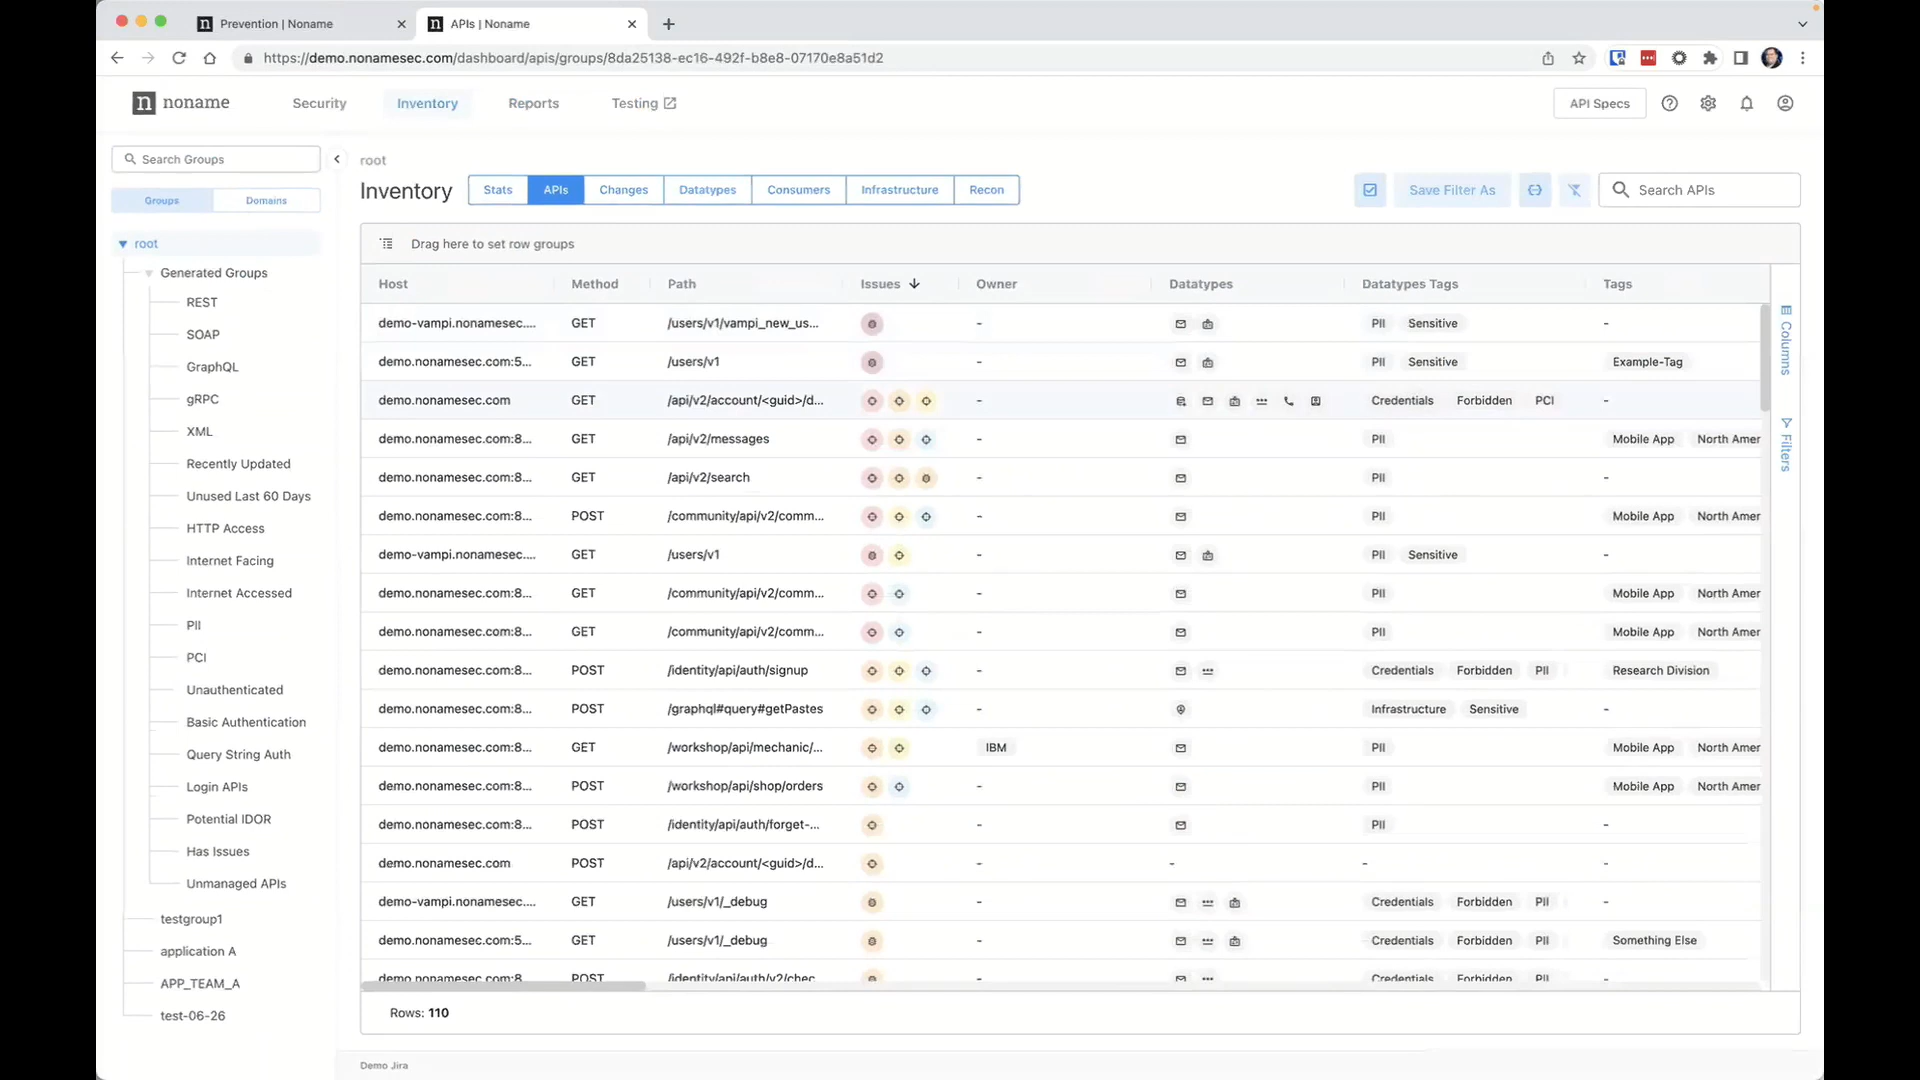 Prevention | Noname
APIs | Noname
https://demo.nonamesec.com/dashboard/apis/groups/8da25138-ec16-492f-b8e8-07170e8a51d2
n noname
Security
Inventory
Reports
Testing
API Specs
Search Groups
Groups
Domains
root
Generated Groups
REST
SOAP
GraphQL
gRPC
XML
Recently Updated
Unused Last 60 Days
HTTP Access
Internet Facing
Internet Accessed
PII
PCI
Unauthenticated
Basic Authentication
Query String Auth
Login APIs
Potential IDOR
Has Issues
Unmanaged APIs
testgroup1
application A
APP_TEAM_A
test-06-26
root
Inventory
Stats
APIs
Changes
Datatypes
Consumers
Infrastructure
Recon
Save Filter As
Search APIs
Drag here to set row groups
Host Method Path Issues Owner Datatypes Datatypes Tags Tags
demo-vampi.nonamesec.... GET /users/v1/vampi_new_us... - PII Sensitive -
demo.nonamesec.com:5... GET /users/v1 - PII Sensitive Example-Tag
demo.nonamesec.com GET /api/v2/account/<guid>/d... - Credentials Forbidden PCI -
demo.nonamesec.com:8... GET /api/v2/messages - PII Mobile App North Amer
demo.nonamesec.com:8... GET /api/v2/search - PII -
demo.nonamesec.com:8... POST /community/api/v2/comm... - PII Mobile App North Amer
demo-vampi.nonamesec.... GET /users/v1 - PII Sensitive -
demo.nonamesec.com:8... GET /community/api/v2/comm... - PII Mobile App North Amer
demo.nonamesec.com:8... GET /community/api/v2/comm... - PII Mobile App North Amer
demo.nonamesec.com:8... POST /identity/api/auth/signup - Credentials Forbidden PII Research Division
demo.nonamesec.com:8... POST /graphql#query#getPastes - Infrastructure Sensitive -
demo.nonamesec.com:8... GET /workshop/api/mechanic/... IBM PII Mobile App North Amer
demo.nonamesec.com:8... POST /workshop/api/shop/orders - PII Mobile App North Amer
demo.nonamesec.com:8... POST /identity/api/auth/forget-... - PII -
demo.nonamesec.com POST /api/v2/account/<guid>/d... - - - -
demo-vampi.nonamesec.... GET /users/v1/_debug - Credentials Forbidden PII -
demo.nonamesec.com:5... GET /users/v1/_debug - Credentials Forbidden PII Something Else
demo.nonamesec.com:8... POST /identity/api/auth/v2/chec... - Credentials Forbidden PII
Columns
Filters
Rows: 110
Demo Jira